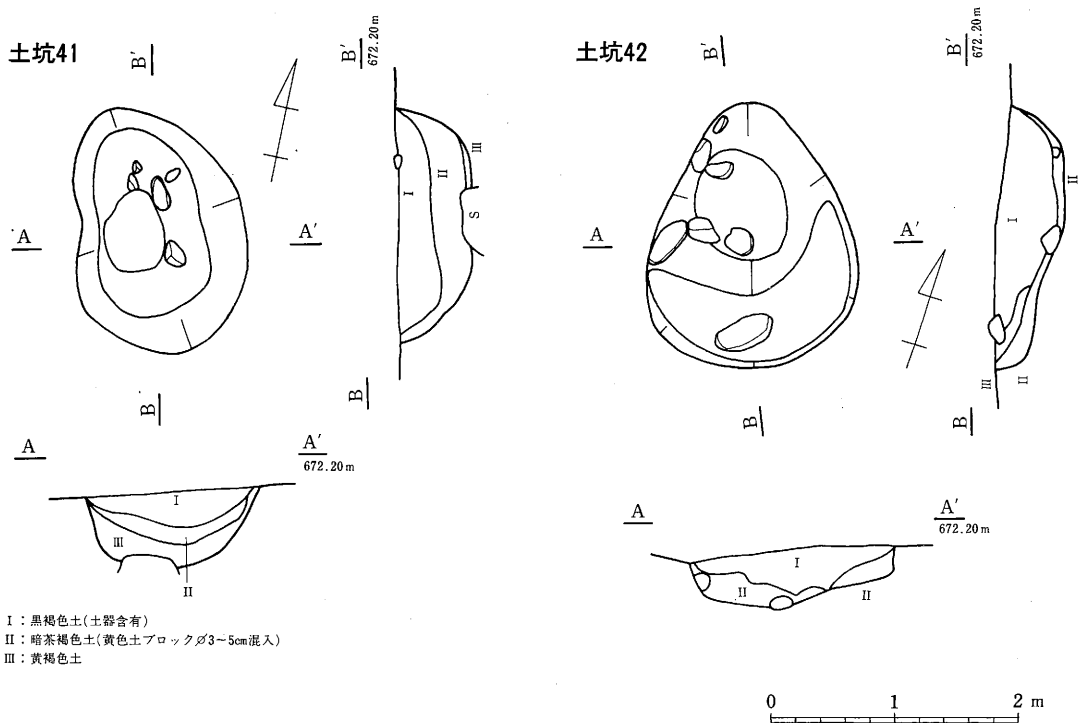 土坑41
B′
B′
672.20m
A
A′
I
II
III
S
B
B
A
A′
672.20m
I
III
II
I：黒褐色土(土器含有)
II：暗茶褐色土(黄色土ブロックØ3～5cm混入)
III：黄褐色土
土坑42
B′
B′
672.20m
A
A′
I
II
III
II
B
B
A
A′
672.20m
I
II
II
0 1 2 m